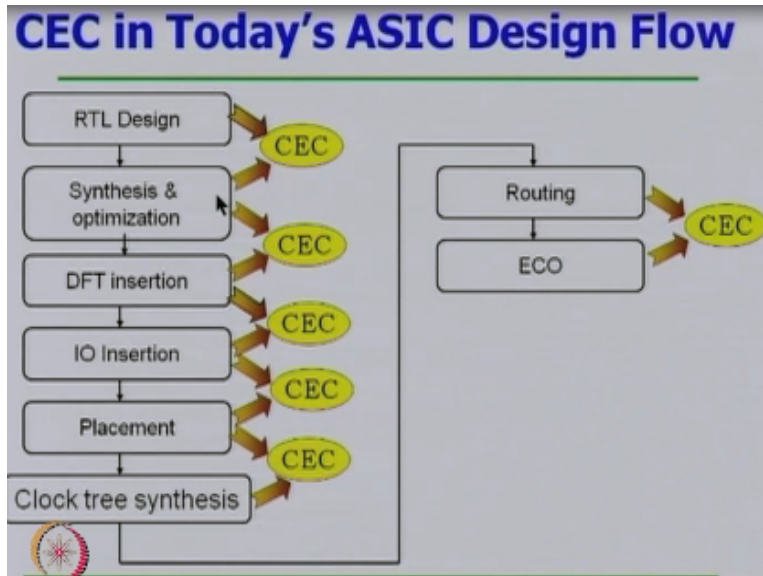 CEC in Today's ASIC Design Flow
RTL Design
CEC
Synthesis &
optimization
CEC
DFT insertion
CEC
IO Insertion
CEC
Placement
CEC
Clock tree synthesis
Routing
CEC
ECO